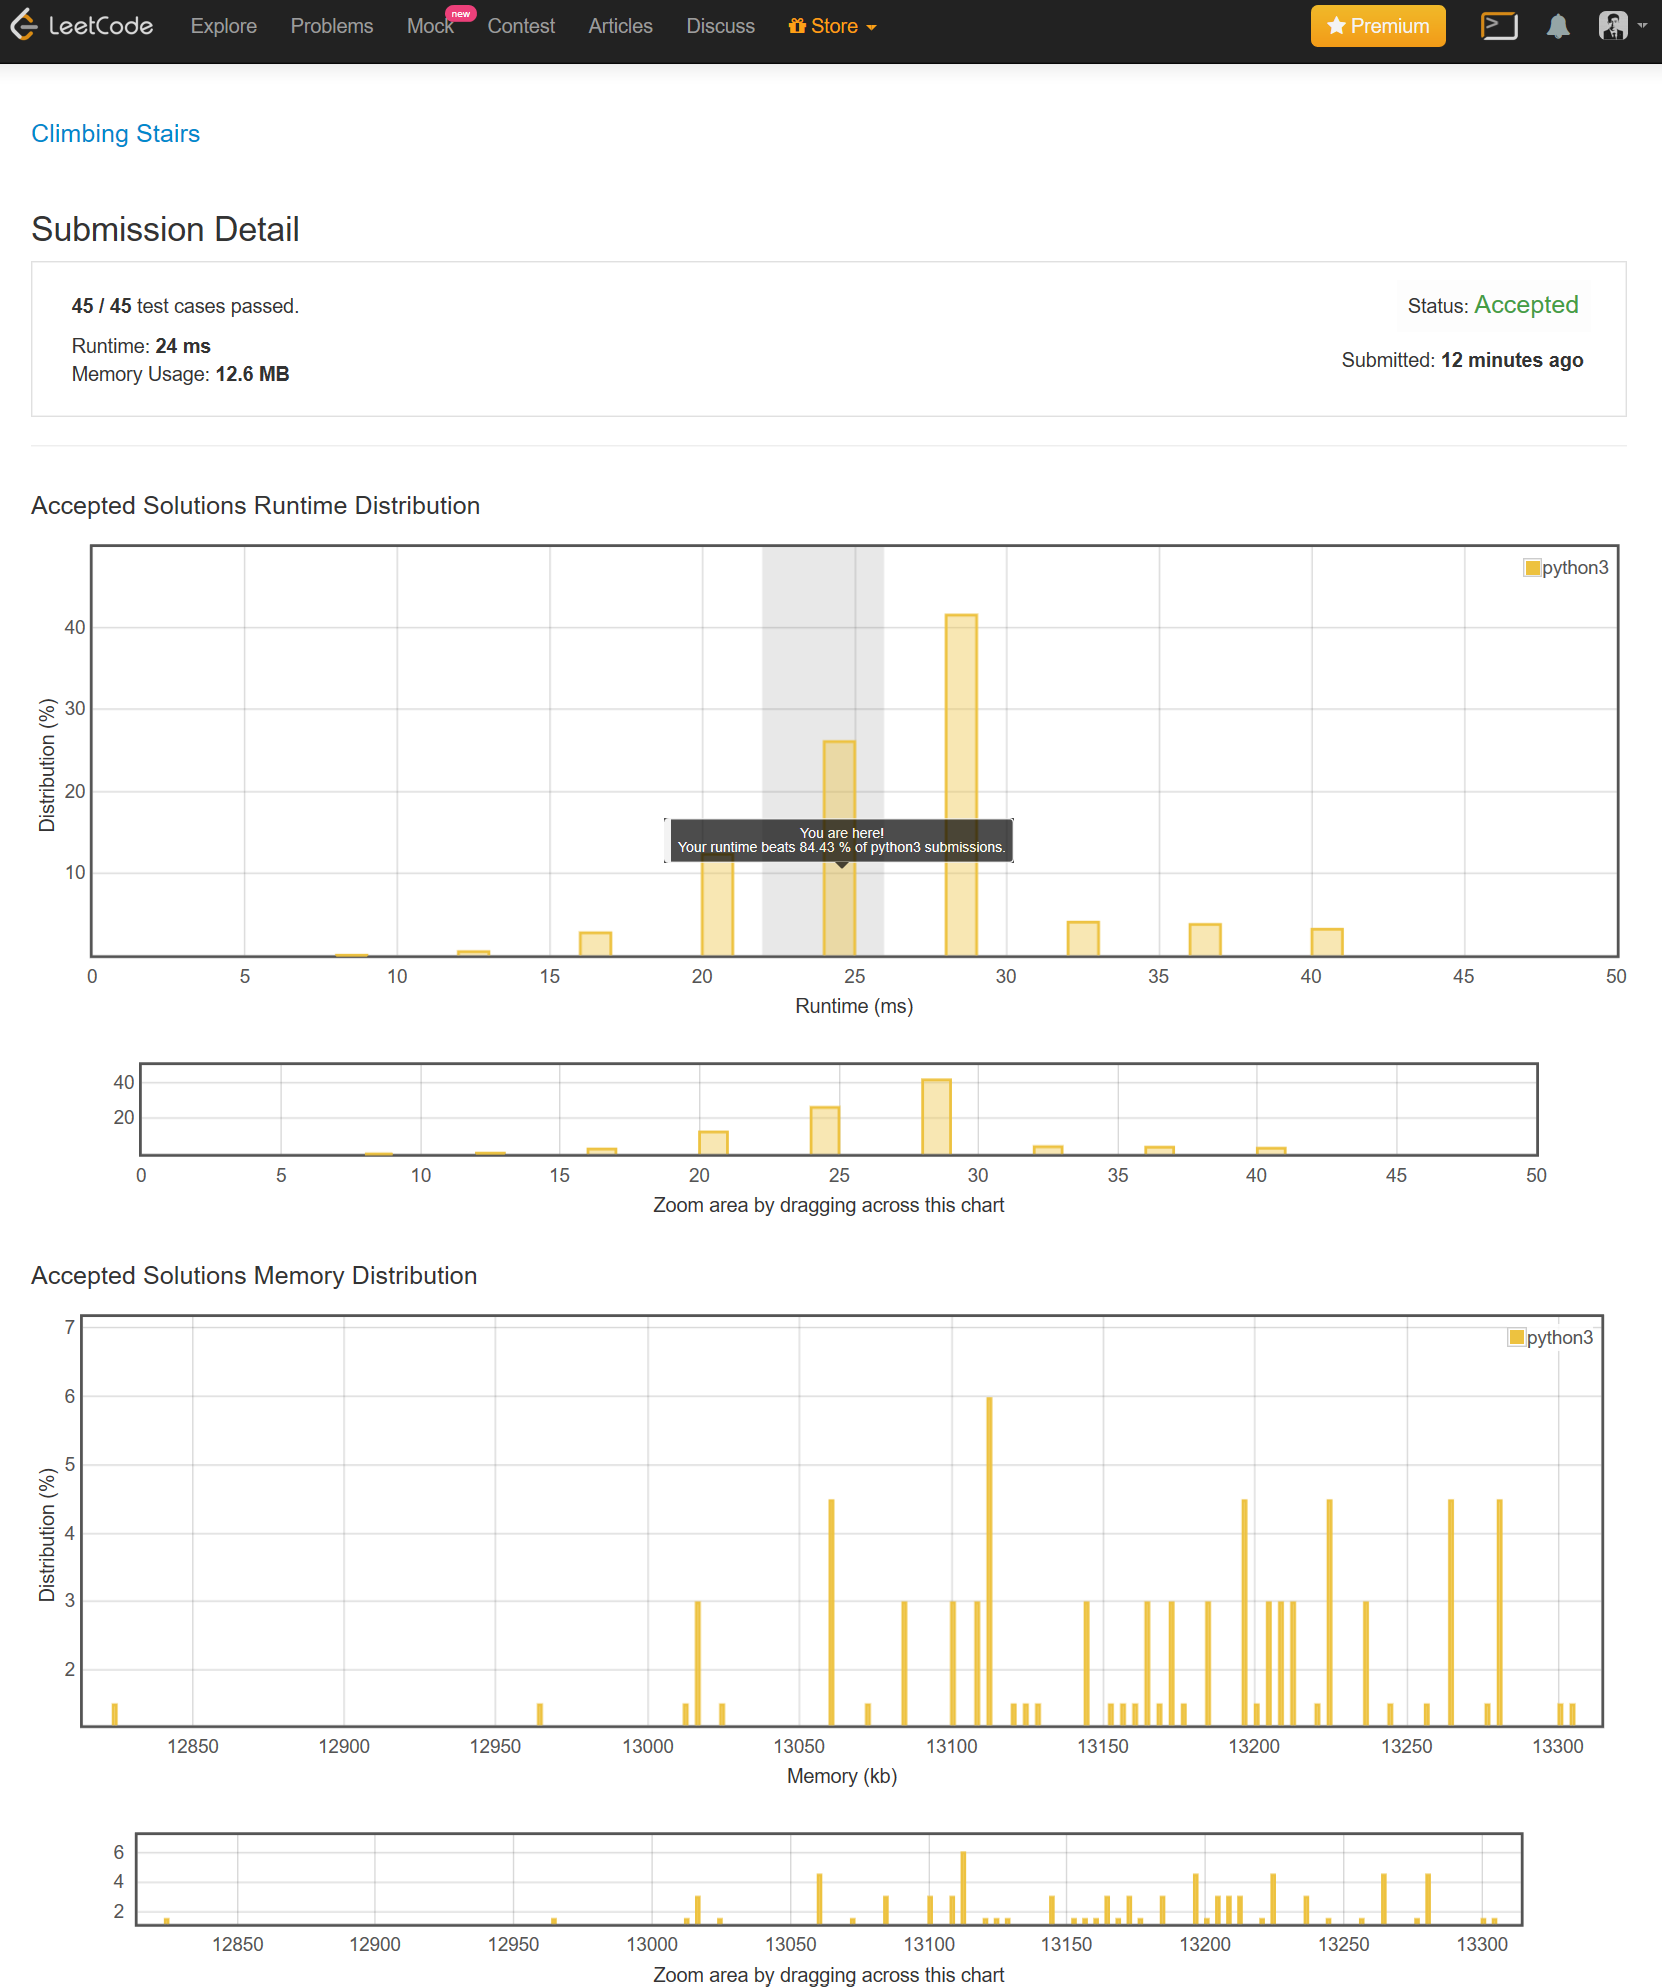 LeetCode Explore Problems Mock new Contest Articles Discuss Store Premium
Climbing Stairs
Submission Detail
45 / 45 test cases passed.
Status: Accepted
Runtime: 24 ms
Submitted: 12 minutes ago
Memory Usage: 12.6 MB
Accepted Solutions Runtime Distribution
python3
Distribution (%)
40
30
20
10
You are here!
Your runtime beats 84.43 % of python3 submissions.
0 5 10 15 20 25 30 35 40 45 50
Runtime (ms)
40
20
0 5 10 15 20 25 30 35 40 45 50
Zoom area by dragging across this chart
Accepted Solutions Memory Distribution
python3
Distribution (%)
7
6
5
4
3
2
12850 12900 12950 13000 13050 13100 13150 13200 13250 13300
Memory (kb)
6
4
2
12850 12900 12950 13000 13050 13100 13150 13200 13250 13300
Zoom area by dragging across this chart